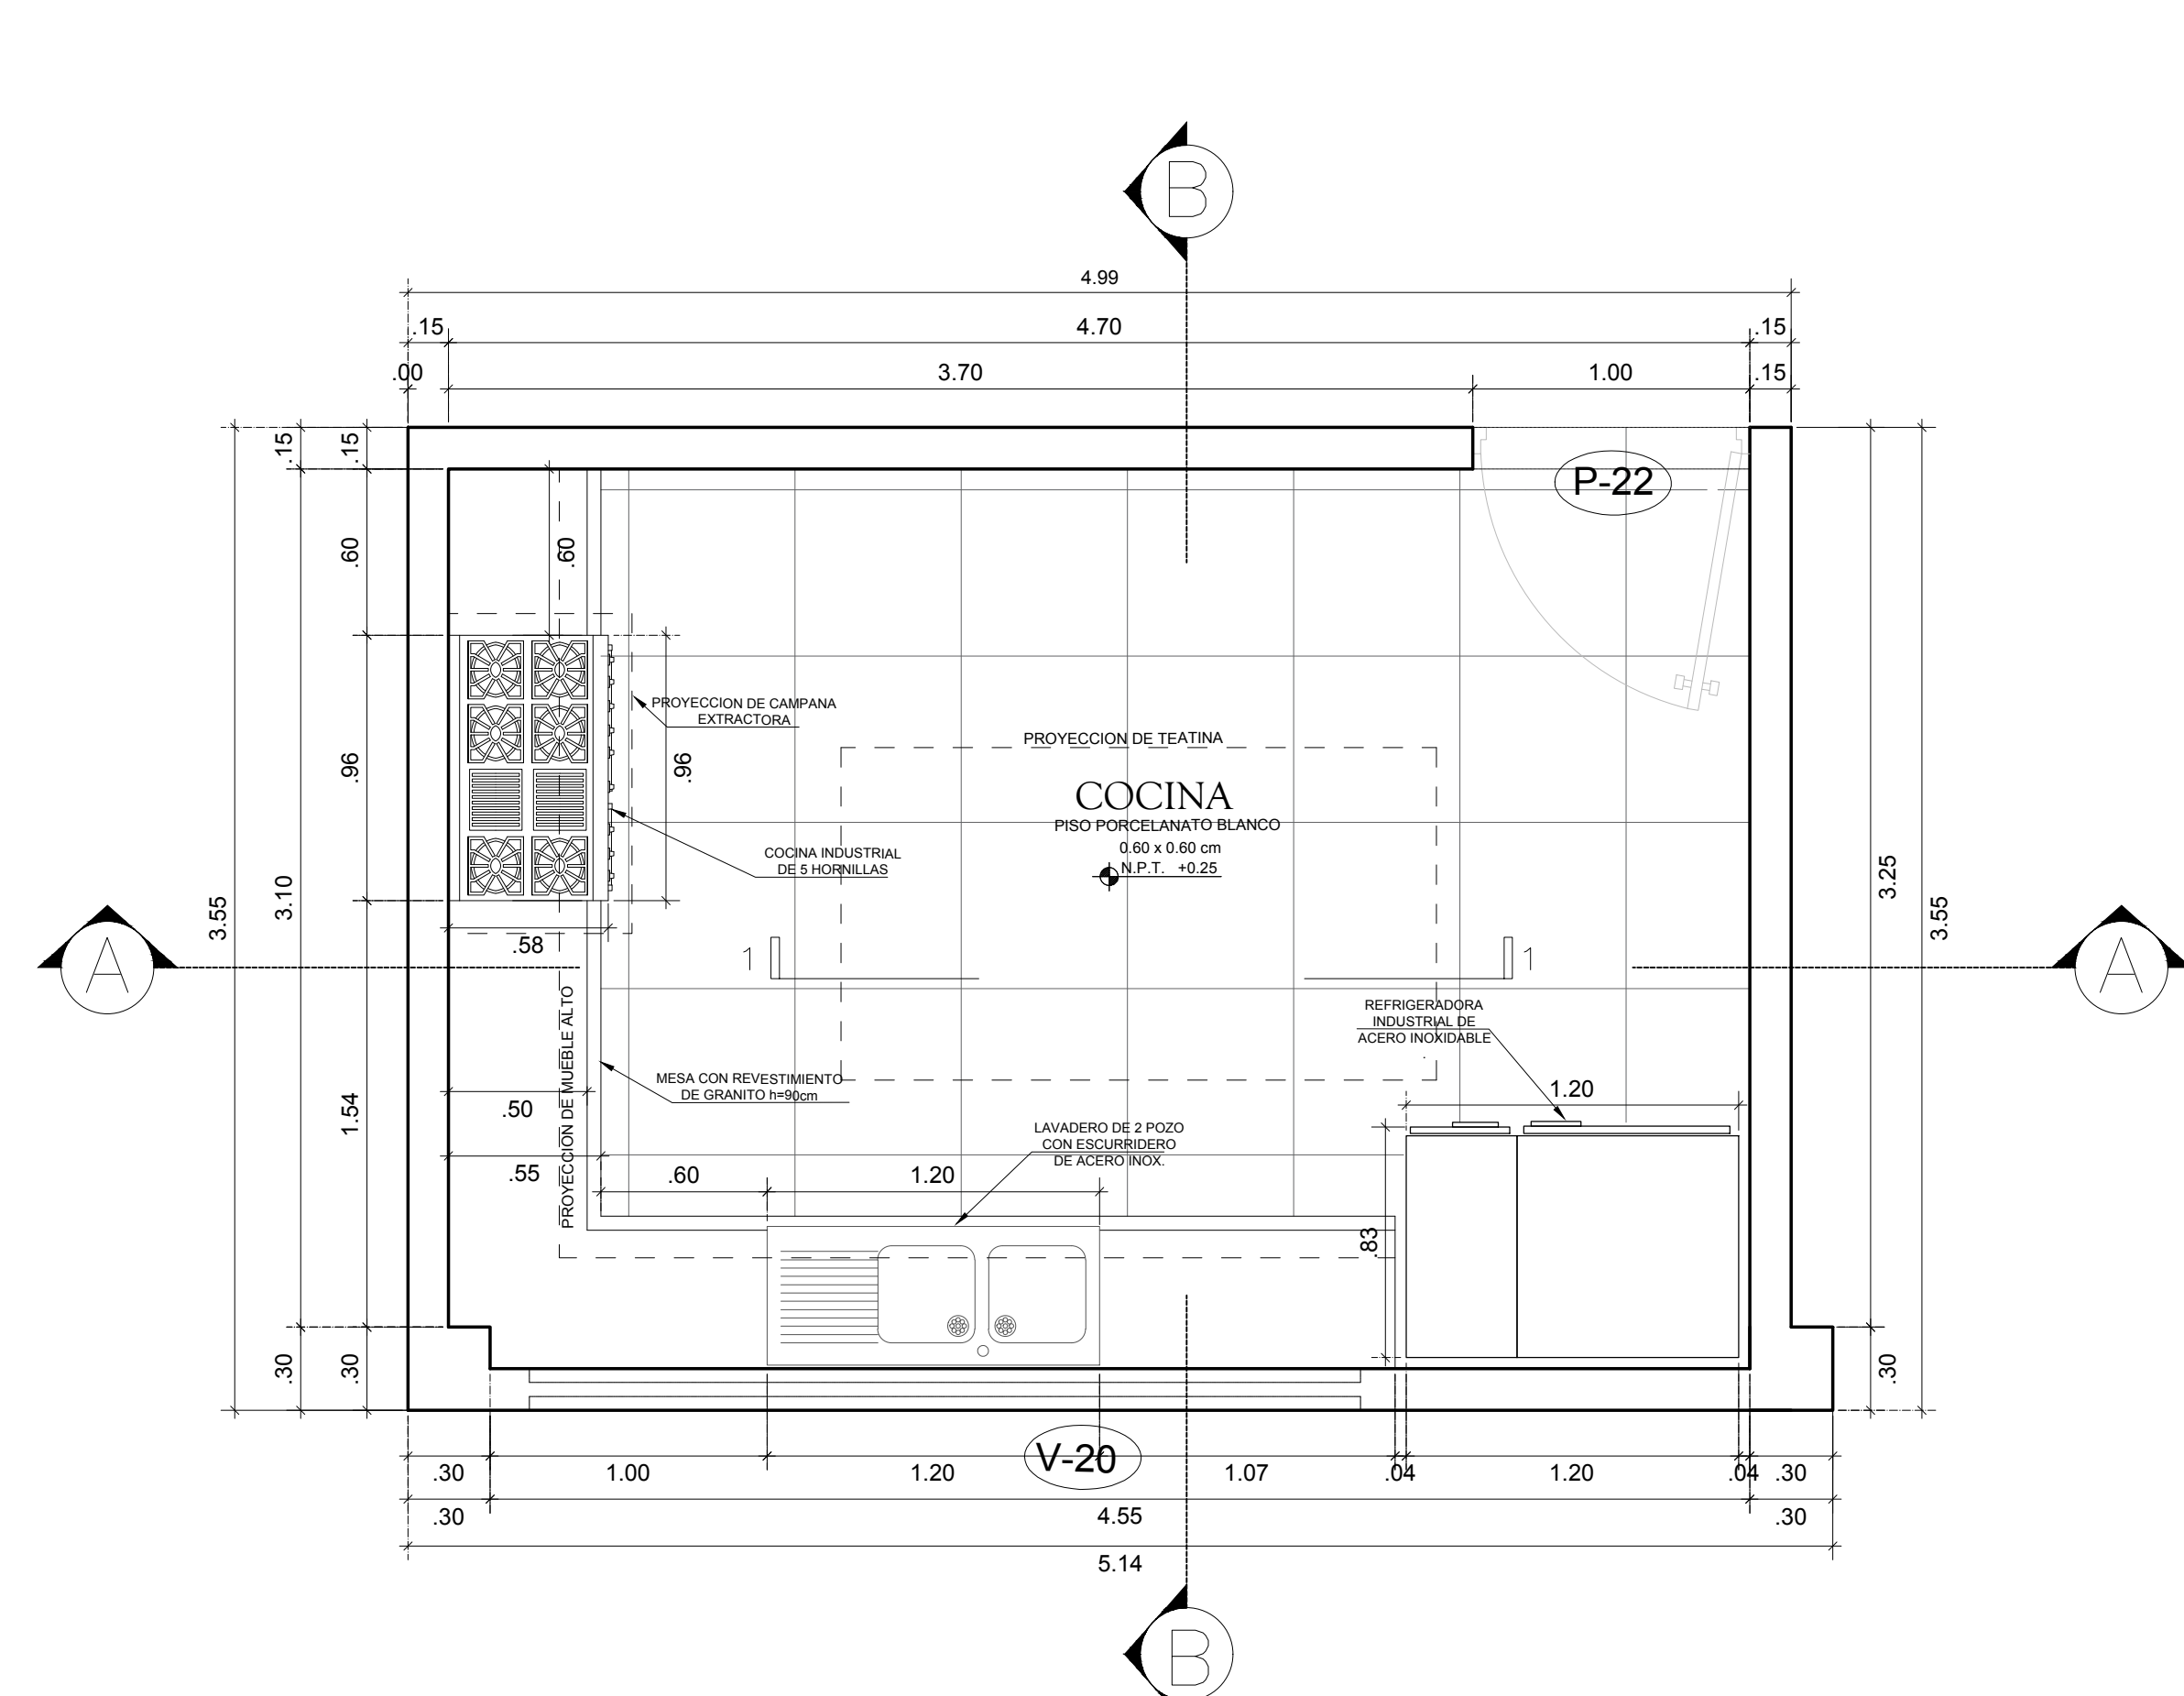 B
4.99
.15
4.70
.15
.00
3.70
1.00
.15
.15
.15
P-22
.60
.60
PROYECCION DE CAMPANA
EXTRACTORA
.96
.96
PROYECCION DE TEATINA
COCINA
PISO PORCELANATO BLANCO
0.60 x 0.60 cm
N.P.T. +0.25
COCINA INDUSTRIAL
DE 5 HORNILLAS
3.55
3.10
3.25
3.55
.58
A
1
1
A
REFRIGERADORA
INDUSTRIAL DE
ACERO INOXIDABLE
PROYECCION DE MUEBLE ALTO
MESA CON REVESTIMIENTO
DE GRANITO h=90cm
1.54
.50
1.20
LAVADERO DE 2 POZO
CON ESCURRIDERO
DE ACERO INOX.
.55
.60
1.20
.83
.30
.30
.30
V-20
.30
1.00
1.20
1.07
.04
1.20
.04
.30
.30
4.55
.30
5.14
B